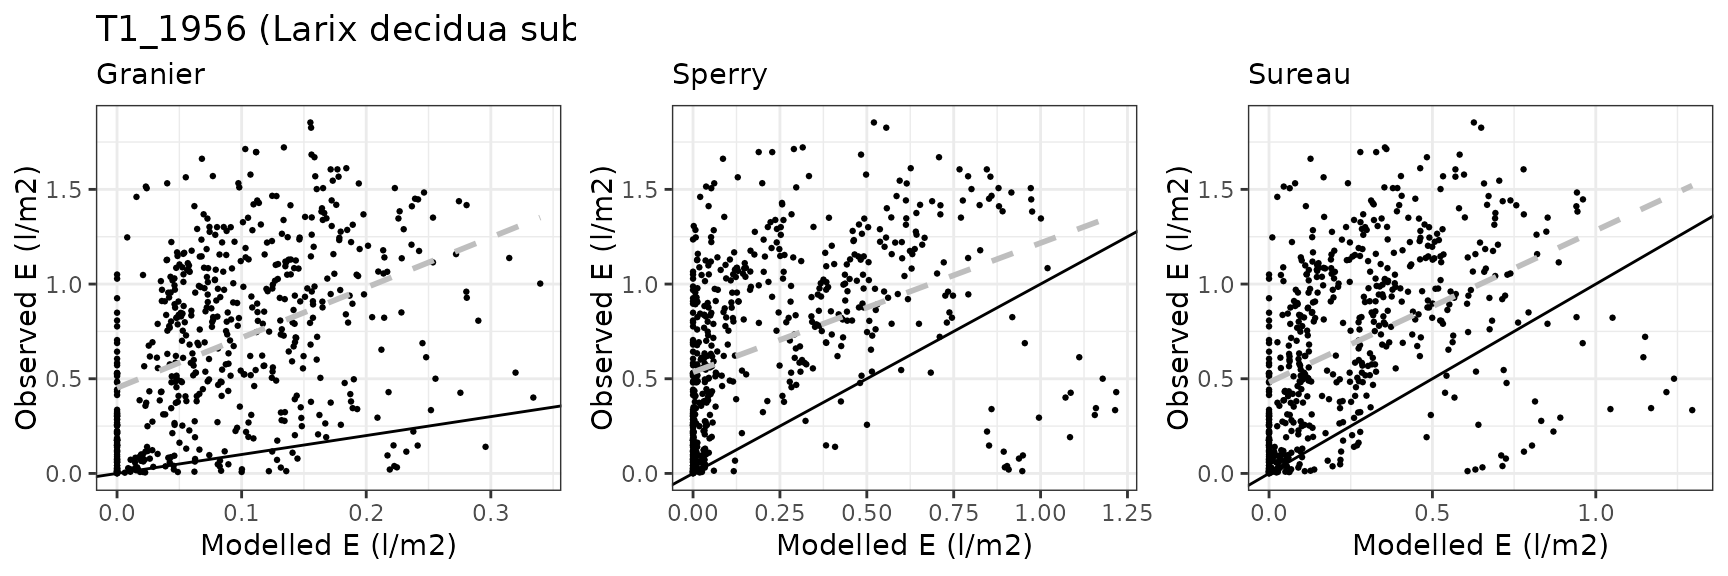 T1_1956 (Larix decidua sub
Granier
Sperry
Sureau
Observed E (l/m2)
1.5
1.0
0.5
0.0
0.0 0.1 0.2 0.3
Modelled E (l/m2)
Observed E (l/m2)
1.5
1.0
0.5
0.0
0.00 0.25 0.50 0.75 1.00 1.25
Modelled E (l/m2)
Observed E (l/m2)
1.5
1.0
0.5
0.0
0.0 0.5 1.0
Modelled E (l/m2)